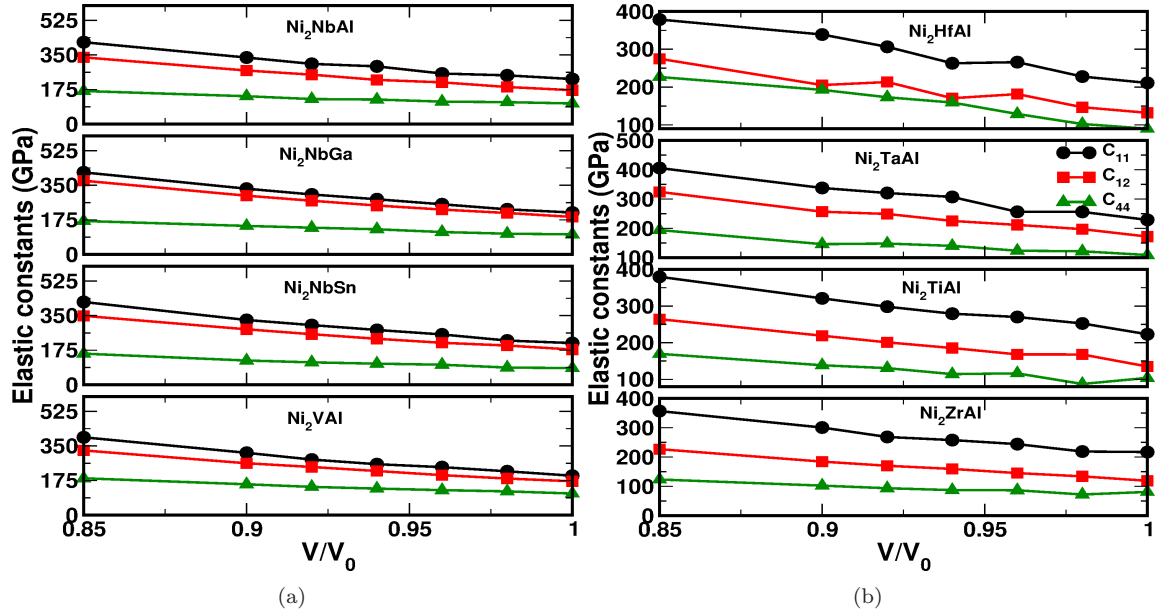 Elastic constants (GPa)
525
350
175
0
Ni2NbAl
525
350
175
0
Ni2NbGa
525
350
175
0
Ni2NbSn
525
350
175
0
Ni2VAl
0.85 0.9 0.95 1
V/V0
(a)
Elastic constants (GPa)
400
300
200
100
Ni2HfAl
500
400
300
200
100
Ni2TaAl
C11
C12
C44
400
300
200
100
Ni2TiAl
400
300
200
100
0
Ni2ZrAl
0.85 0.9 0.95 1
V/V0
(b)